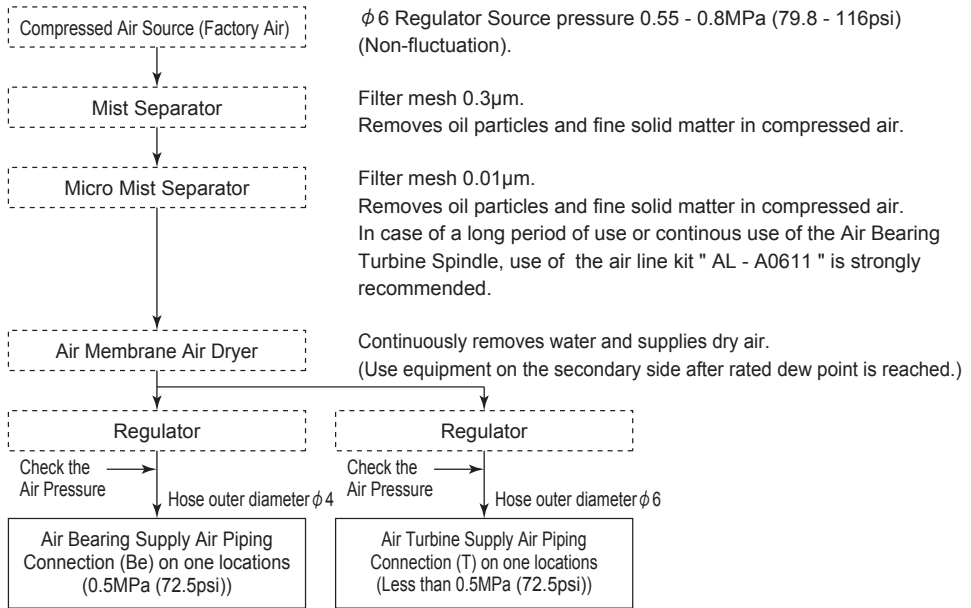 Compressed Air Source (Factory Air)
ϕ6 Regulator Source pressure 0.55 - 0.8MPa (79.8 - 116psi)
(Non-fluctuation).
Mist Separator
Filter mesh 0.3µm.
Removes oil particles and fine solid matter in compressed air.
Micro Mist Separator
Filter mesh 0.01µm.
Removes oil particles and fine solid matter in compressed air.
In case of a long period of use or continous use of the Air Bearing
Turbine Spindle, use of the air line kit " AL - A0611 " is strongly
recommended.
Air Membrane Air Dryer
Continuously removes water and supplies dry air.
(Use equipment on the secondary side after rated dew point is reached.)
Regulator
Check the
Air Pressure
Hose outer diameter ϕ4
Air Bearing Supply Air Piping
Connection (Be) on one locations
(0.5MPa (72.5psi))
Regulator
Check the
Air Pressure
Hose outer diameter ϕ6
Air Turbine Supply Air Piping
Connection (T) on one locations
(Less than 0.5MPa (72.5psi))